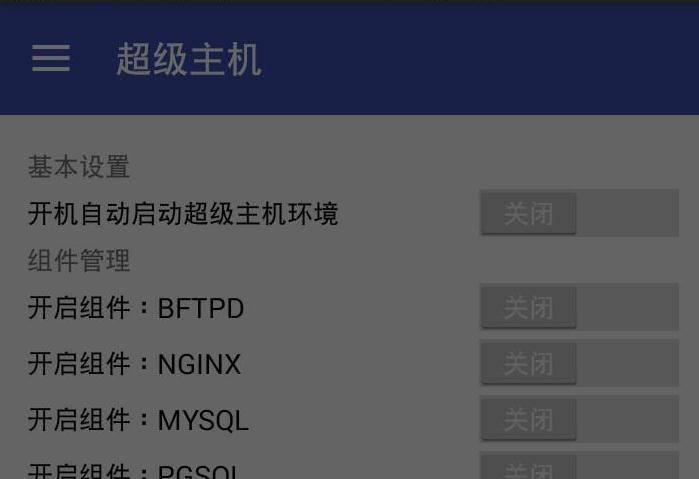 超级主机
基本设置
开机自动启动超级主机环境 关闭
组件管理
开启组件：BFTPD 关闭
开启组件：NGINX 关闭
开启组件：MYSQL 关闭
开启组件：PGSQL 关闭